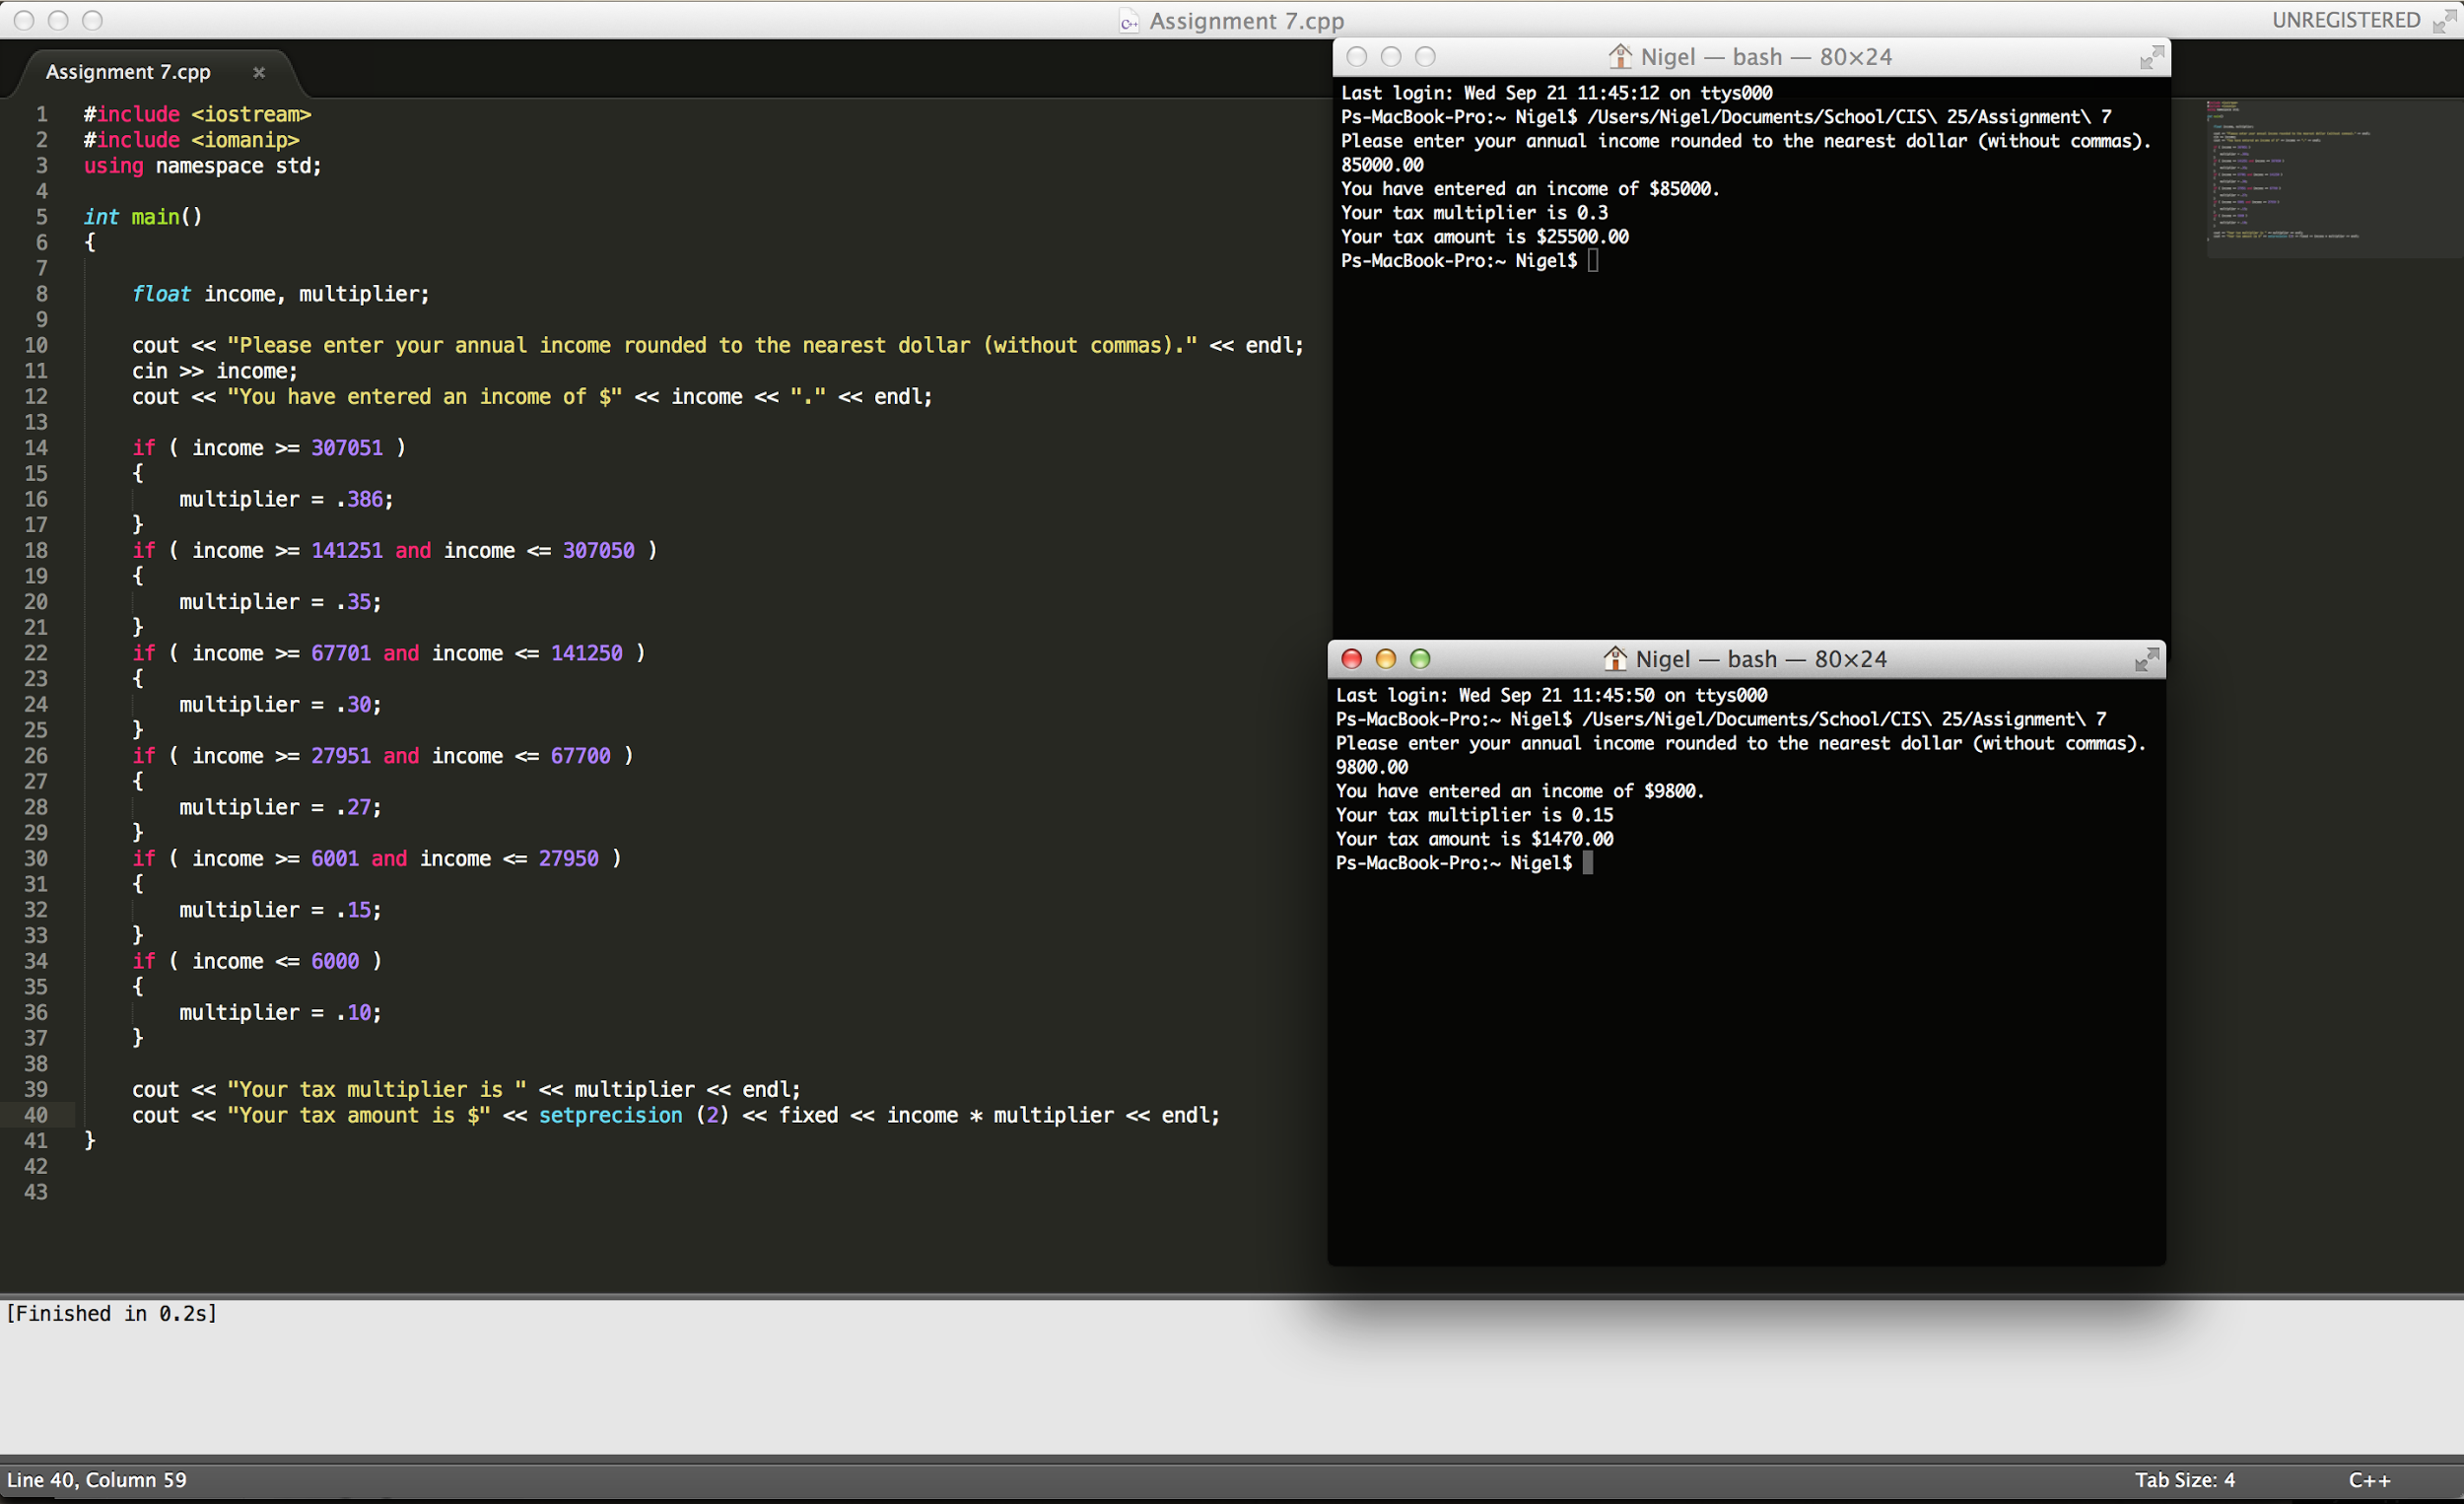 Assignment 7.cpp
UNREGISTERED
Assignment 7.cpp
1 #include <iostream>
2 #include <iomanip>
3 using namespace std;
4
5 int main()
6 {
7
8 float income, multiplier;
9
10 cout << "Please enter your annual income rounded to the nearest dollar (without commas)." << endl;
11 cin >> income;
12 cout << "You have entered an income of $" << income << "." << endl;
13
14 if ( income >= 307051 )
15 {
16 multiplier = .386;
17 }
18 if ( income >= 141251 and income <= 307050 )
19 {
20 multiplier = .35;
21 }
22 if ( income >= 67701 and income <= 141250 )
23 {
24 multiplier = .30;
25 }
26 if ( income >= 27951 and income <= 67700 )
27 {
28 multiplier = .27;
29 }
30 if ( income >= 6001 and income <= 27950 )
31 {
32 multiplier = .15;
33 }
34 if ( income <= 6000 )
35 {
36 multiplier = .10;
37 }
38
39 cout << "Your tax multiplier is " << multiplier << endl;
40 cout << "Your tax amount is $" << setprecision (2) << fixed << income * multiplier << endl;
41 }
42
43
Nigel — bash — 80×24
Last login: Wed Sep 21 11:45:12 on ttys000
Ps-MacBook-Pro:~ Nigel$ /Users/Nigel/Documents/School/CIS\ 25/Assignment\ 7
Please enter your annual income rounded to the nearest dollar (without commas).
85000.00
You have entered an income of $85000.
Your tax multiplier is 0.3
Your tax amount is $25500.00
Ps-MacBook-Pro:~ Nigel$
Nigel — bash — 80×24
Last login: Wed Sep 21 11:45:50 on ttys000
Ps-MacBook-Pro:~ Nigel$ /Users/Nigel/Documents/School/CIS\ 25/Assignment\ 7
Please enter your annual income rounded to the nearest dollar (without commas).
9800.00
You have entered an income of $9800.
Your tax multiplier is 0.15
Your tax amount is $1470.00
Ps-MacBook-Pro:~ Nigel$
[Finished in 0.2s]
Line 40, Column 59
Tab Size: 4
C++